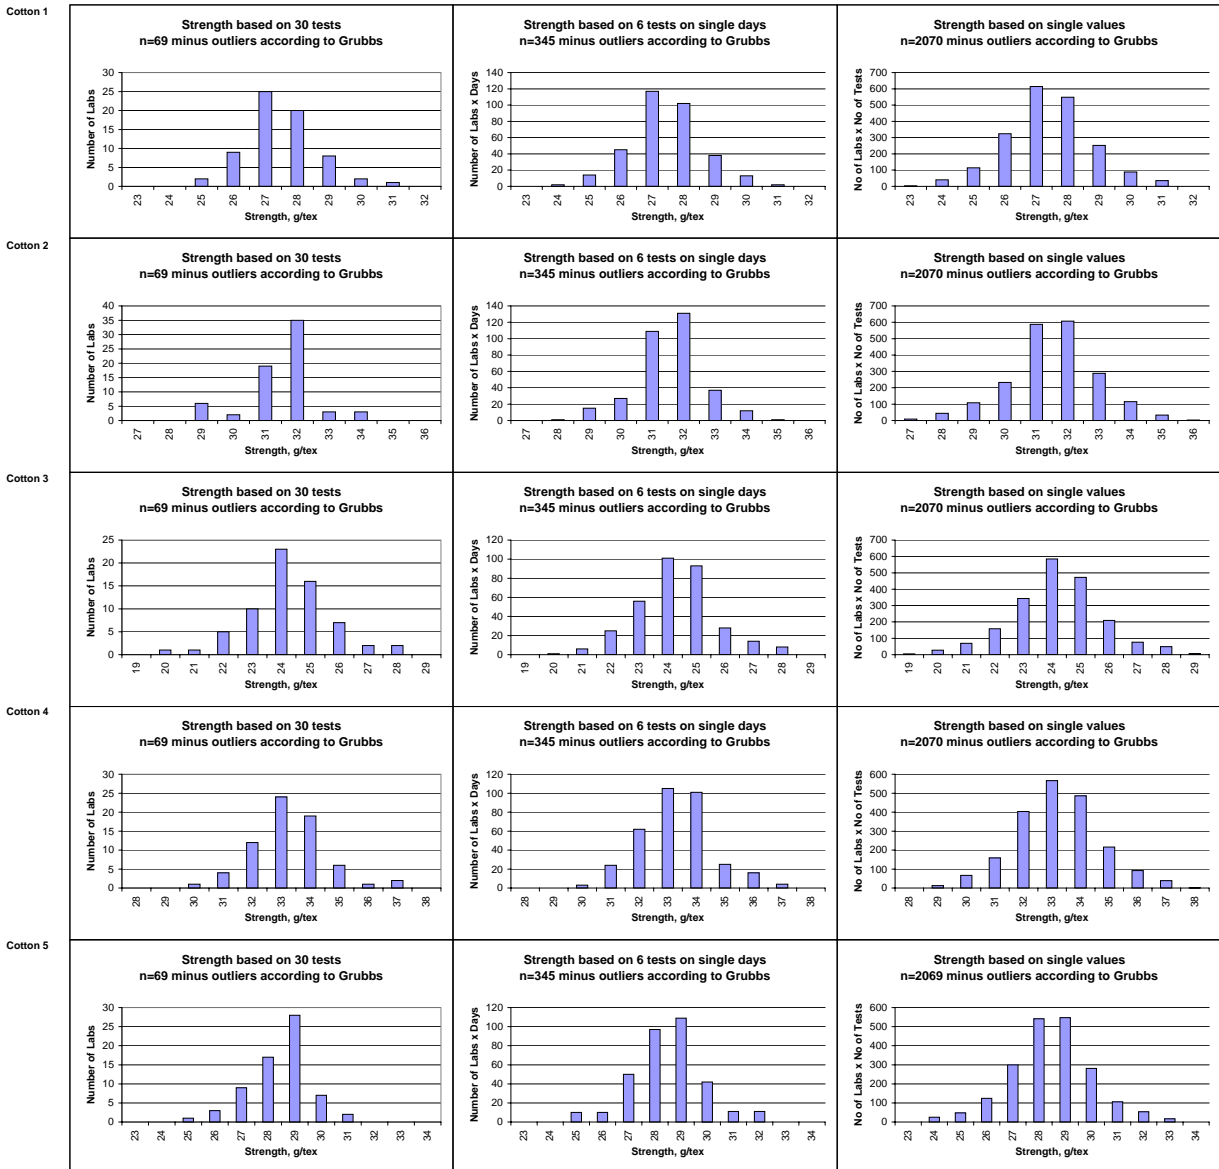 Cotton 1
Strength based on 30 tests
n=69 minus outliers according to Grubbs
Number of Labs
30
25
20
15
10
5
0
23 24 25 26 27 28 29 30 31 32
Strength, g/tex
Strength based on 6 tests on single days
n=345 minus outliers according to Grubbs
Number of Labs x Days
140
120
100
80
60
40
20
0
23 24 25 26 27 28 29 30 31 32
Strength, g/tex
Strength based on single values
n=2070 minus outliers according to Grubbs
No of Labs x No of Tests
700
600
500
400
300
200
100
0
23 24 25 26 27 28 29 30 31 32
Strength, g/tex
Cotton 2
Strength based on 30 tests
n=69 minus outliers according to Grubbs
Number of Labs
40
35
30
25
20
15
10
5
0
27 28 29 30 31 32 33 34 35 36
Strength, g/tex
Strength based on 6 tests on single days
n=345 minus outliers according to Grubbs
Number of Labs x Days
140
120
100
80
60
40
20
0
27 28 29 30 31 32 33 34 35 36
Strength, g/tex
Strength based on single values
n=2070 minus outliers according to Grubbs
No of Labs x No of Tests
700
600
500
400
300
200
100
0
27 28 29 30 31 32 33 34 35 36
Strength, g/tex
Cotton 3
Strength based on 30 tests
n=69 minus outliers according to Grubbs
Number of Labs
25
20
15
10
5
0
19 20 21 22 23 24 25 26 27 28 29
Strength, g/tex
Strength based on 6 tests on single days
n=345 minus outliers according to Grubbs
Number of Labs x Days
120
100
80
60
40
20
0
19 20 21 22 23 24 25 26 27 28 29
Strength, g/tex
Strength based on single values
n=2070 minus outliers according to Grubbs
No of Labs x No of Tests
700
600
500
400
300
200
100
0
19 20 21 22 23 24 25 26 27 28 29
Strength, g/tex
Cotton 4
Strength based on 30 tests
n=69 minus outliers according to Grubbs
Number of Labs
30
25
20
15
10
5
0
28 29 30 31 32 33 34 35 36 37 38
Strength, g/tex
Strength based on 6 tests on single days
n=345 minus outliers according to Grubbs
Number of Labs x Days
120
100
80
60
40
20
0
28 29 30 31 32 33 34 35 36 37 38
Strength, g/tex
Strength based on single values
n=2070 minus outliers according to Grubbs
No of Labs x No of Tests
600
500
400
300
200
100
0
28 29 30 31 32 33 34 35 36 37 38
Strength, g/tex
Cotton 5
Strength based on 30 tests
n=69 minus outliers according to Grubbs
Number of Labs
30
25
20
15
10
5
0
23 24 25 26 27 28 29 30 31 32 33 34
Strength, g/tex
Strength based on 6 tests on single days
n=345 minus outliers according to Grubbs
Number of Labs x Days
120
100
80
60
40
20
0
23 24 25 26 27 28 29 30 31 32 33 34
Strength, g/tex
Strength based on single values
n=2069 minus outliers according to Grubbs
No of Labs x No of Tests
600
500
400
300
200
100
0
23 24 25 26 27 28 29 30 31 32 33 34
Strength, g/tex